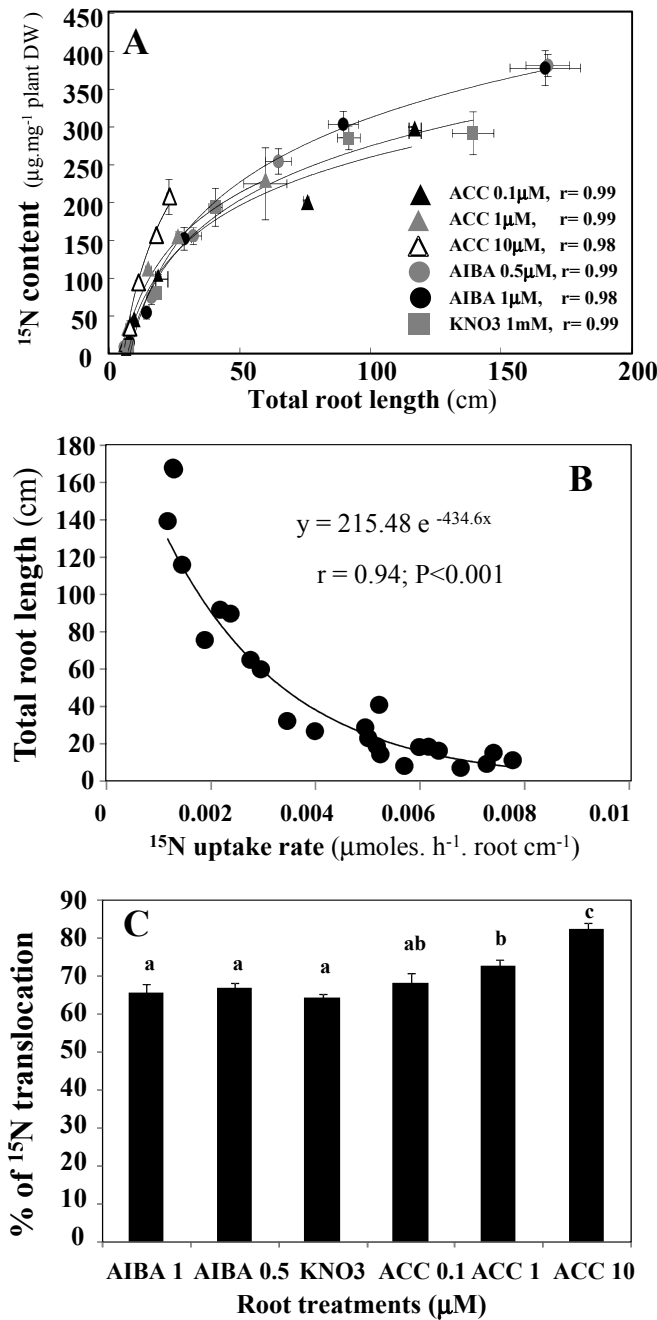 A
¹⁵N content (μg.mg⁻¹ plant DW)
450
400
350
300
250
200
150
100
50
0
ACC 0.1μM, r= 0.99
ACC 1μM, r= 0.99
ACC 10μM, r= 0.98
AIBA 0.5μM, r= 0.99
AIBA 1μM, r= 0.98
KNO3 1mM, r= 0.99
0 50 100 150 200
Total root length (cm)
B
Total root length (cm)
180
160
140
120
100
80
60
40
20
0
y = 215.48 e ⁻⁴³⁴·⁶ˣ
r = 0.94; P<0.001
0 0.002 0.004 0.006 0.008 0.01
¹⁵N uptake rate (μmoles. h⁻¹. root cm⁻¹)
C
% of ¹⁵N translocation
90
80
70
60
50
40
30
20
10
0
a a a ab b c
AIBA 1 AIBA 0.5 KNO3 ACC 0.1 ACC 1 ACC 10
Root treatments (μM)